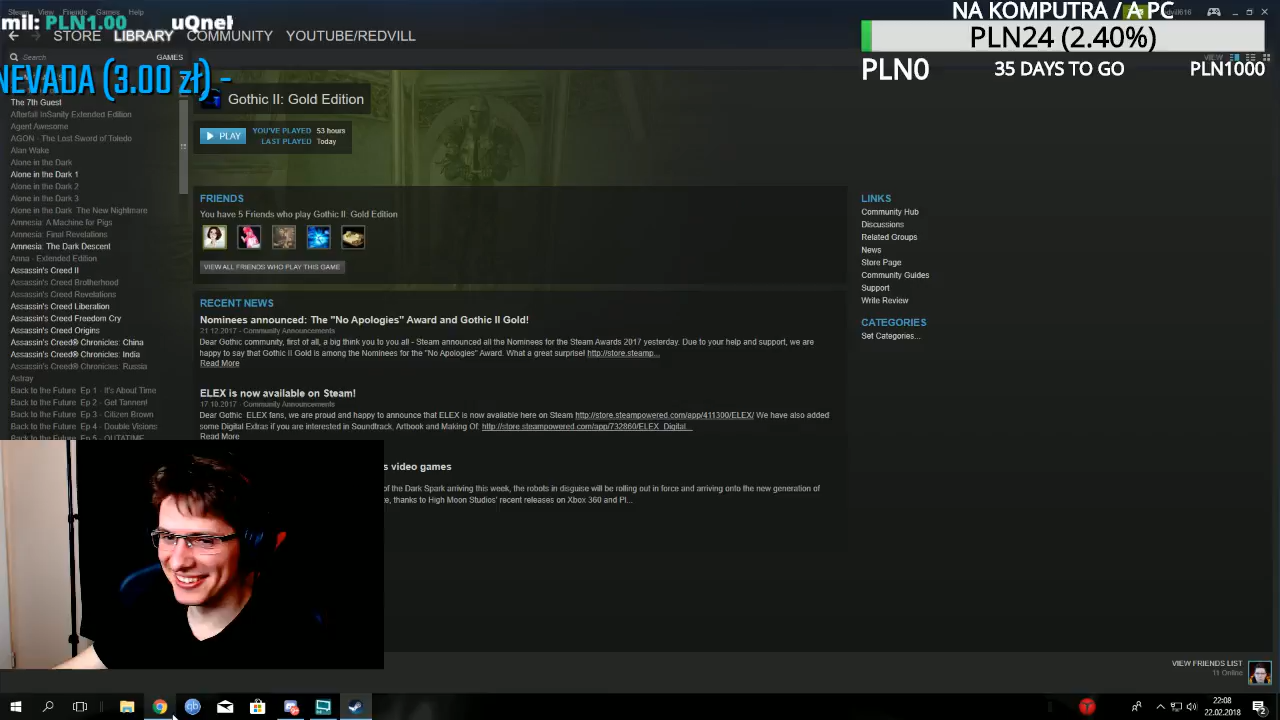 Steam View Friends Games Help
mil: PLN1.00 uQnel
STORE LIBRARY COMMUNITY YOUTUBE/REDVILL
NA KOMPUTRA / A PC
PLN24 (2.40%)
PLN0 35 DAYS TO GO PLN1000
Search GAMES
VIEW
NEVADA (3.00 zł) -
The 7th Guest
Afterfall InSanity Extended Edition
Agent Awesome
AGON - The Lost Sword of Toledo
Alan Wake
Alone in the Dark
Alone in the Dark 1
Alone in the Dark 2
Alone in the Dark 3
Alone in the Dark The New Nightmare
Amnesia: A Machine for Pigs
Amnesia: Final Revelations
Amnesia: The Dark Descent
Anna - Extended Edition
Assassin's Creed II
Assassin's Creed Brotherhood
Assassin's Creed Revelations
Assassin's Creed Liberation
Assassin's Creed Freedom Cry
Assassin's Creed Origins
Assassin's Creed® Chronicles: China
Assassin's Creed® Chronicles: India
Assassin's Creed® Chronicles: Russia
Astray
Back to the Future Ep 1 - It's About Time
Back to the Future Ep 2 - Get Tannen!
Back to the Future Ep 3 - Citizen Brown
Back to the Future Ep 4 - Double Visions
Back to the Future Ep 5 - OUTATIME
Gothic II: Gold Edition
PLAY
YOU'VE PLAYED 53 hours
LAST PLAYED Today
FRIENDS
You have 5 Friends who play Gothic II Gold Edition
VIEW ALL FRIENDS WHO PLAY THIS GAME
RECENT NEWS
Nominees announced: The "No Apologies" Award and Gothic II Gold!
21.12.2017 - Community Announcements
Dear Gothic community, first of all, a big think you to you all - Steam announced all the Nominees for the Steam Awards 2017 yesterday. Due to your help and support, we are
happy to say that Gothic II Gold is among the Nominees for the "No Apologies" Award. What a great surprise! http://store.steamp...
Read More
ELEX is now available on Steam!
17.10.2017 - Community Announcements
Dear Gothic ELEX fans, we are proud and happy to announce that ELEX is now available here on Steam http://store.steampowered.com/app/411300/ELEX/ We have also added
some Digital Extras if you are interested in Soundtrack, Artbook and Making Of: http://store.steampowered.com/app/732860/ELEX_Digital...
Read More
s video games
of the Dark Spark arriving this week, the robots in disguise will be rolling out in force and arriving onto the new generation of
e, thanks to High Moon Studios' recent releases on Xbox 360 and Pl...
LINKS
Community Hub
Discussions
Related Groups
News
Store Page
Community Guides
Support
Write Review
CATEGORIES
Set Categories...
VIEW FRIENDS LIST
11 Online
22:08
22.02.2018
2